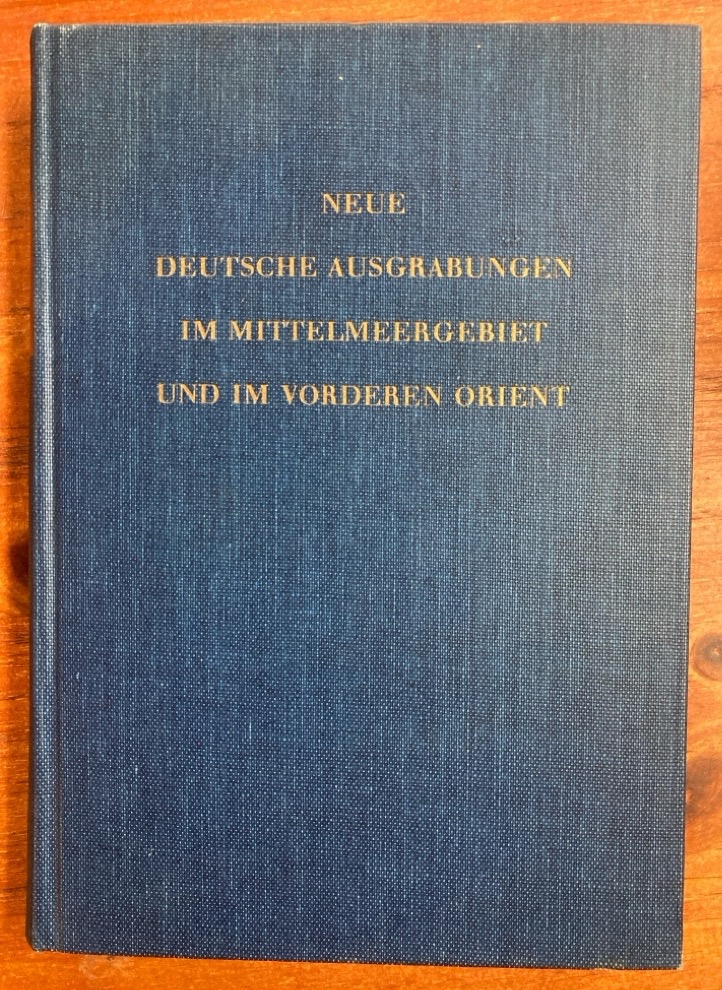 NEUE
DEUTSCHE AUSGRABUNGEN
IM MITTELMEERGEBIET
UND IM VORDEREN ORIENT